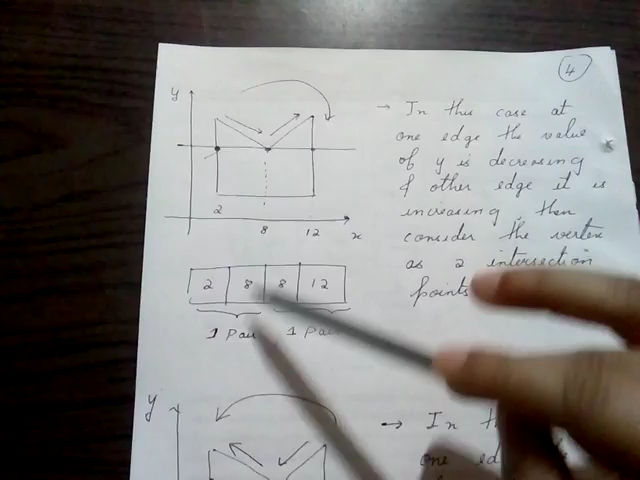 4
y
→ In this case at
one edge the value
of y is decreasing
& other edge it is
increasing, then
consider the vertex
as 2 intersection
points
2
8
12
x
2 8 8 12
1 Pair 1 Pair
y
→ In
one